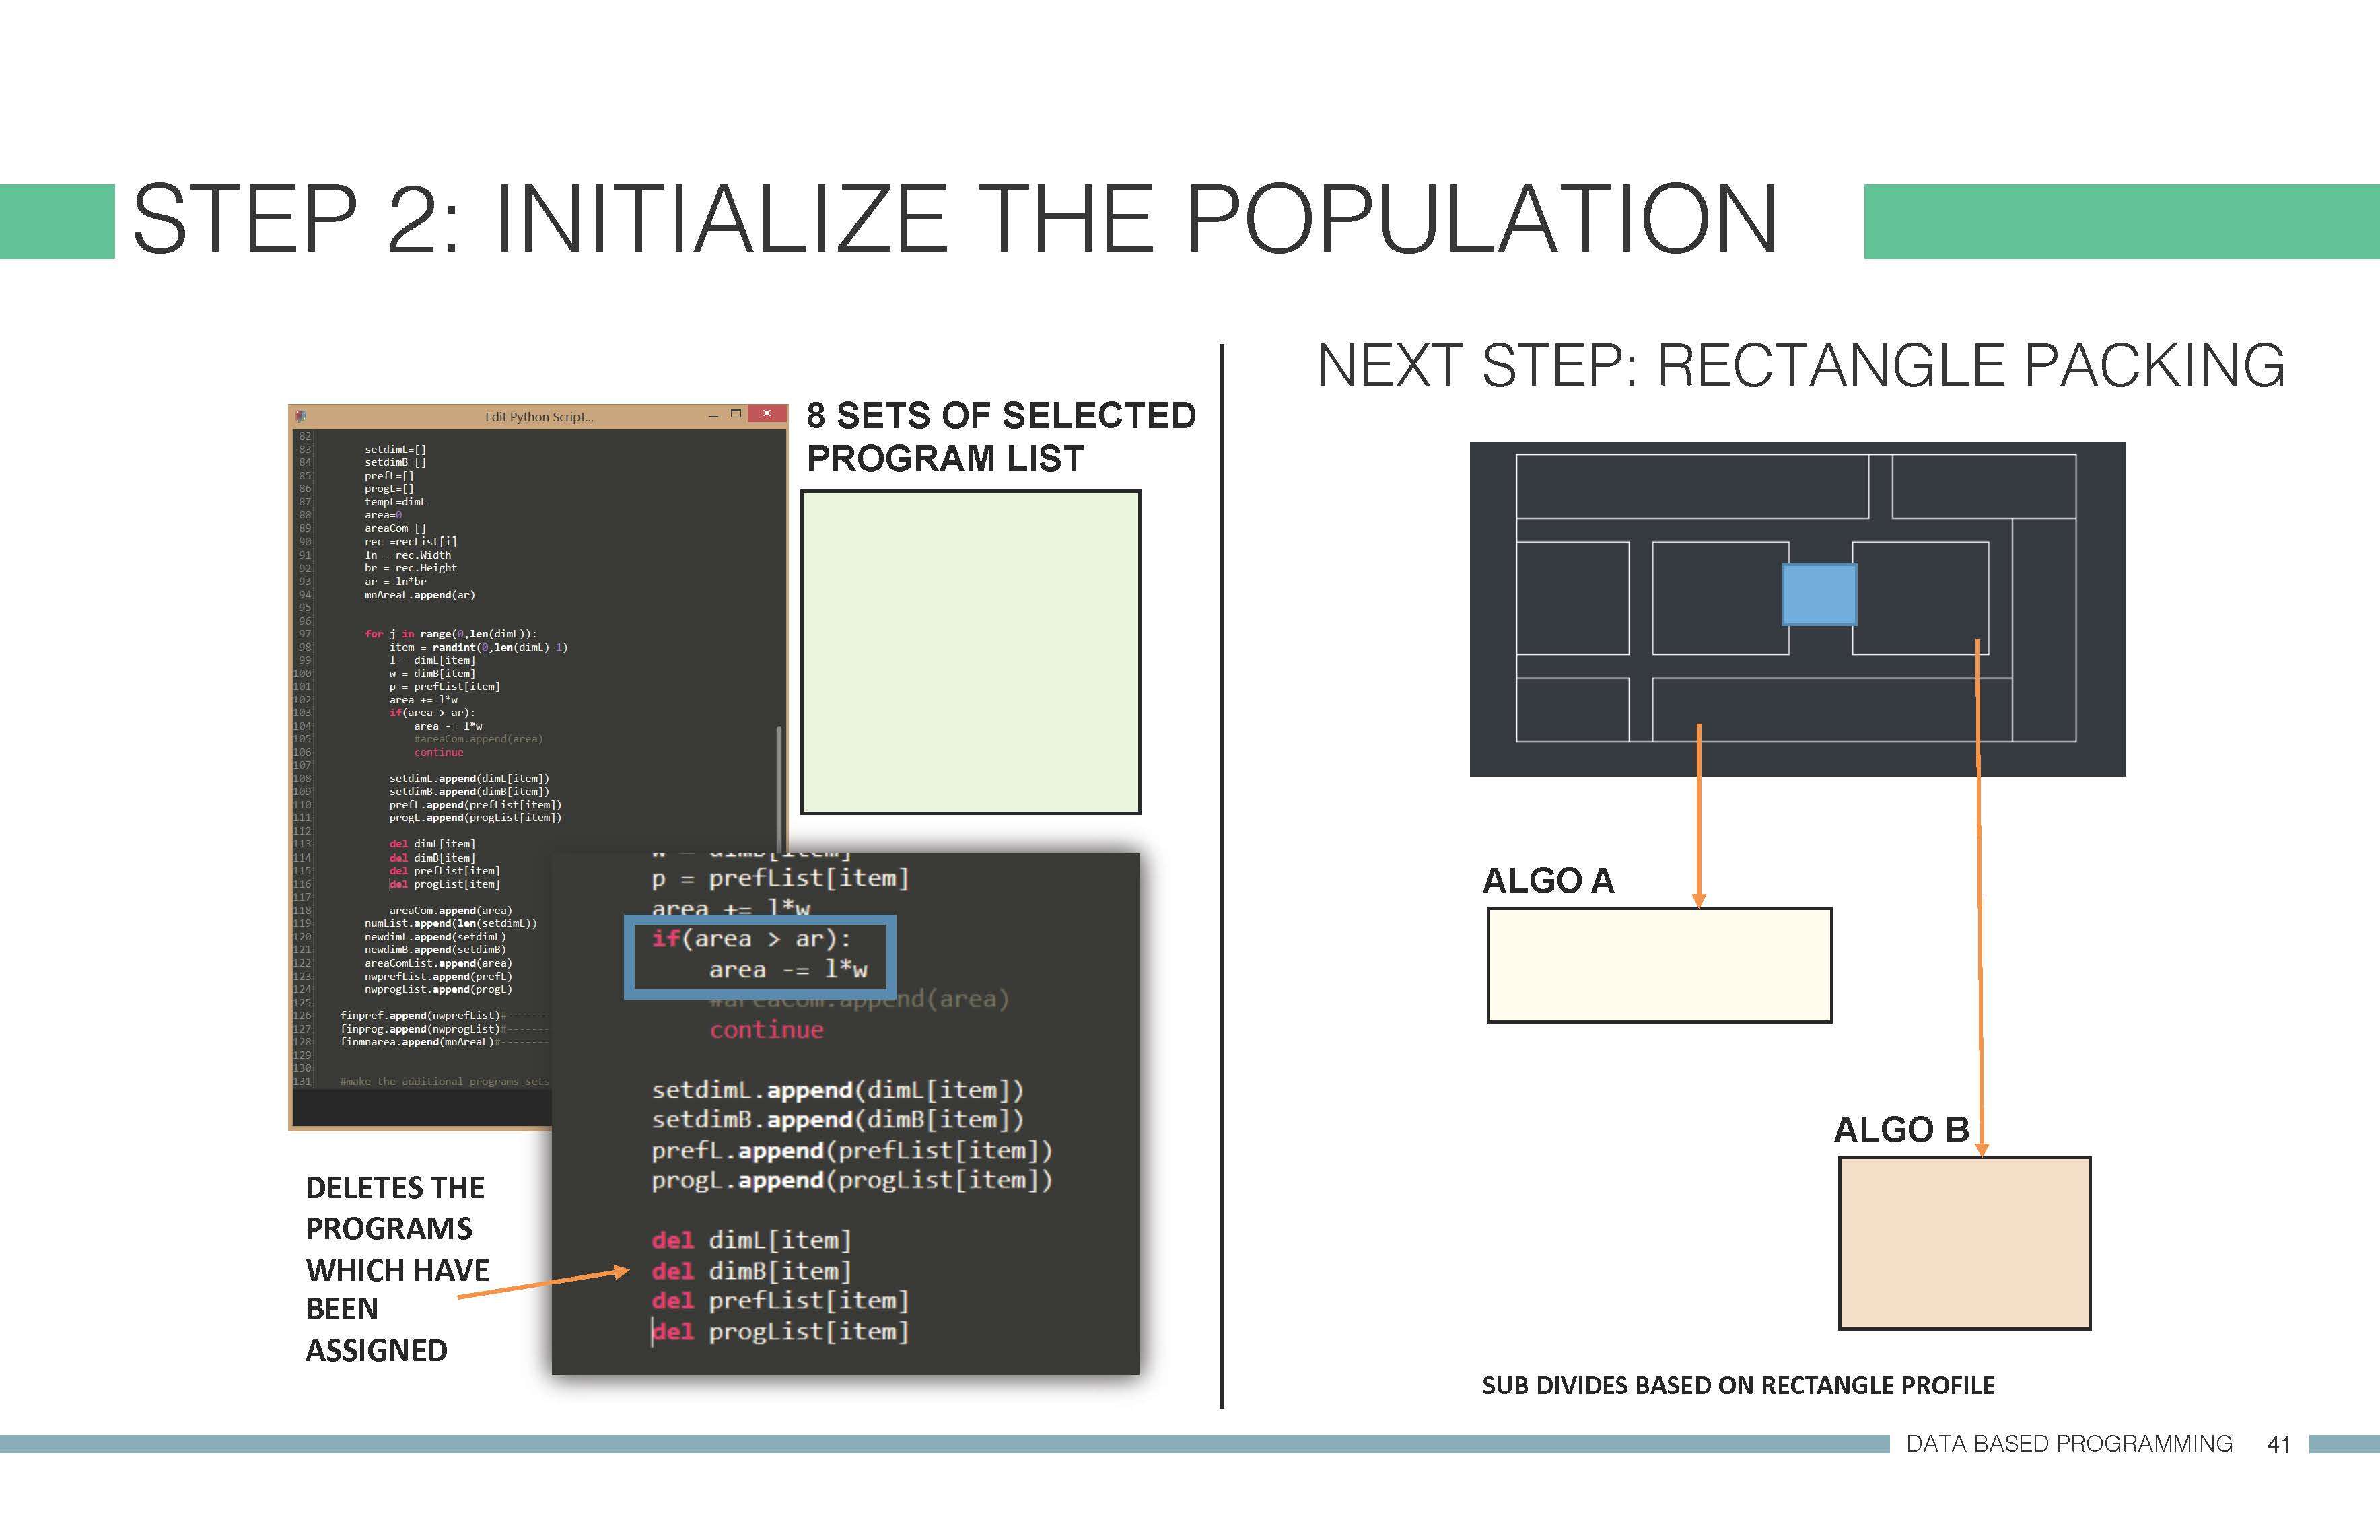 STEP 2: INITIALIZE THE POPULATION
Edit Python Script...
82
83 setdimL=[]
84 setdimB=[]
85 prefL=[]
86 progL=[]
87 tempL=dimL
88 area=0
89 areaCom=[]
90 rec =recList[i]
91 ln = rec.Width
92 br = rec.Height
93 ar = ln*br
94 mnAreaL.append(ar)
95
96
97 for j in range(0,len(dimL)):
98 item = randint(0,len(dimL)-1)
99 l = dimL[item]
100 w = dimB[item]
101 p = prefList[item]
102 area += l*w
103 if(area > ar):
104 area -= l*w
105 #areaCom.append(area)
106 continue
107
108 setdimL.append(dimL[item])
109 setdimB.append(dimB[item])
110 prefL.append(prefList[item])
111 progL.append(progList[item])
112
113 del dimL[item]
114 del dimB[item]
115 del prefList[item]
116 del progList[item]
117
118 areaCom.append(area)
119 numList.append(len(setdimL))
120 newdimL.append(setdimL)
121 newdimB.append(setdimB)
122 areaComList.append(area)
123 nwprefList.append(prefL)
124 nwprogList.append(progL)
125
126 finpref.append(nwprefList)#-------
127 finprog.append(nwprogList)#-------
128 finmnarea.append(mnAreaL)#--------
129
130
131 #make the additional programs sets
8 SETS OF SELECTED
PROGRAM LIST
w = dimB[item]
p = prefList[item]
area += l*w
if(area > ar):
area -= l*w
#areaCom.append(area)
continue
setdimL.append(dimL[item])
setdimB.append(dimB[item])
prefL.append(prefList[item])
progL.append(progList[item])
del dimL[item]
del dimB[item]
del prefList[item]
del progList[item]
DELETES THE
PROGRAMS
WHICH HAVE
BEEN
ASSIGNED
NEXT STEP: RECTANGLE PACKING
ALGO A
ALGO B
SUB DIVIDES BASED ON RECTANGLE PROFILE
DATA BASED PROGRAMMING 41